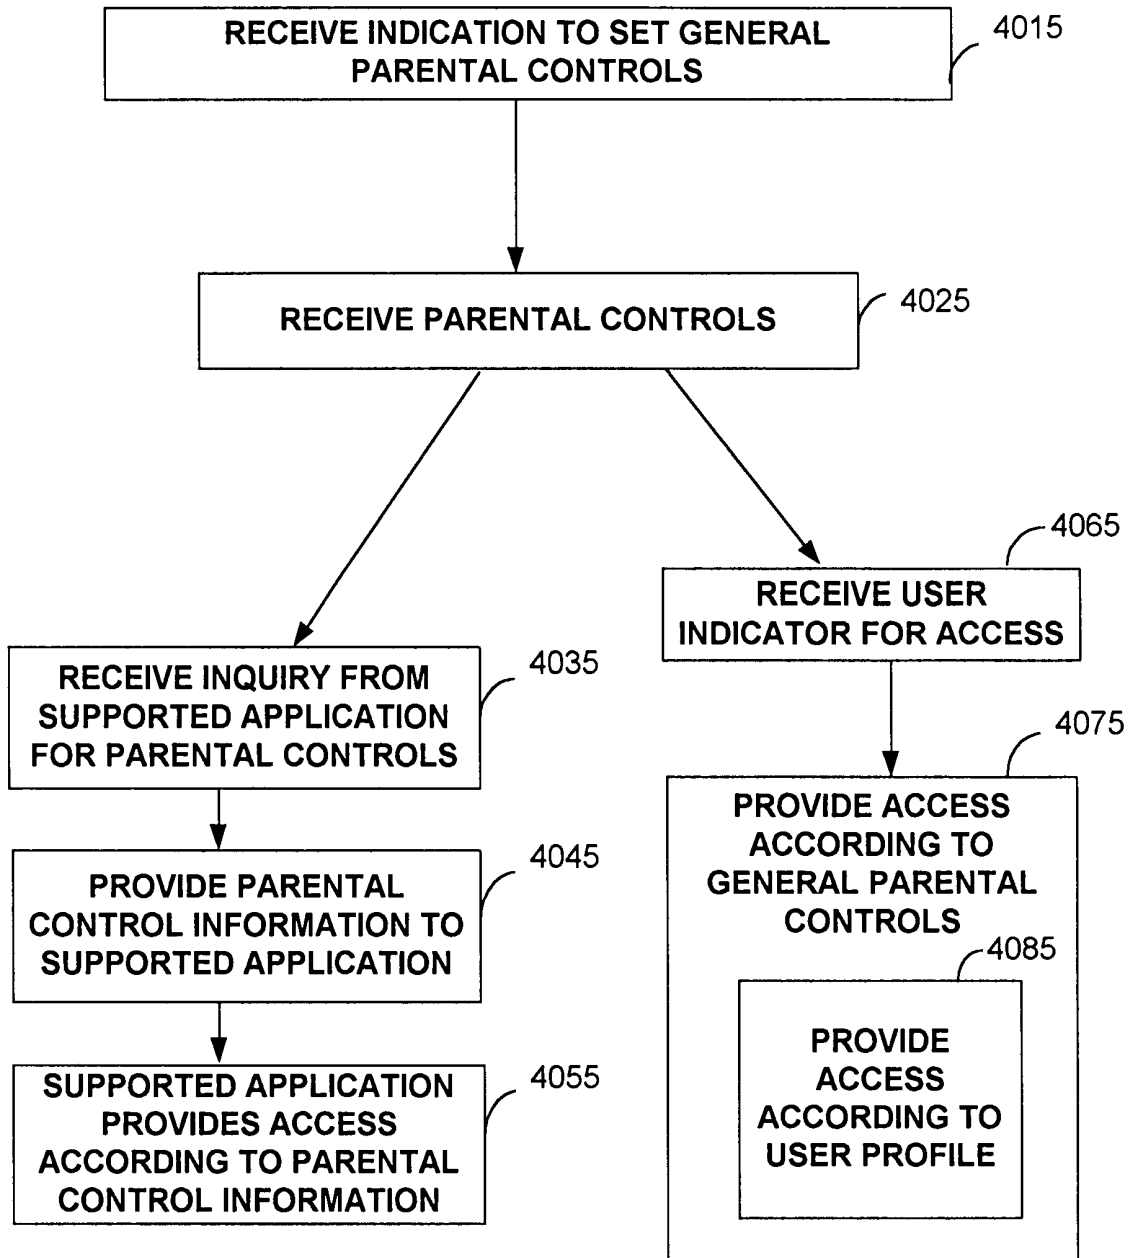 RECEIVE INDICATION TO SET GENERAL
PARENTAL CONTROLS
4015
RECEIVE PARENTAL CONTROLS
4025
RECEIVE INQUIRY FROM
SUPPORTED APPLICATION
FOR PARENTAL CONTROLS
4035
PROVIDE PARENTAL
CONTROL INFORMATION TO
SUPPORTED APPLICATION
4045
SUPPORTED APPLICATION
PROVIDES ACCESS
ACCORDING TO PARENTAL
CONTROL INFORMATION
4055
4065
RECEIVE USER
INDICATOR FOR ACCESS
4075
PROVIDE ACCESS
ACCORDING TO
GENERAL PARENTAL
CONTROLS
4085
PROVIDE
ACCESS
ACCORDING TO
USER PROFILE